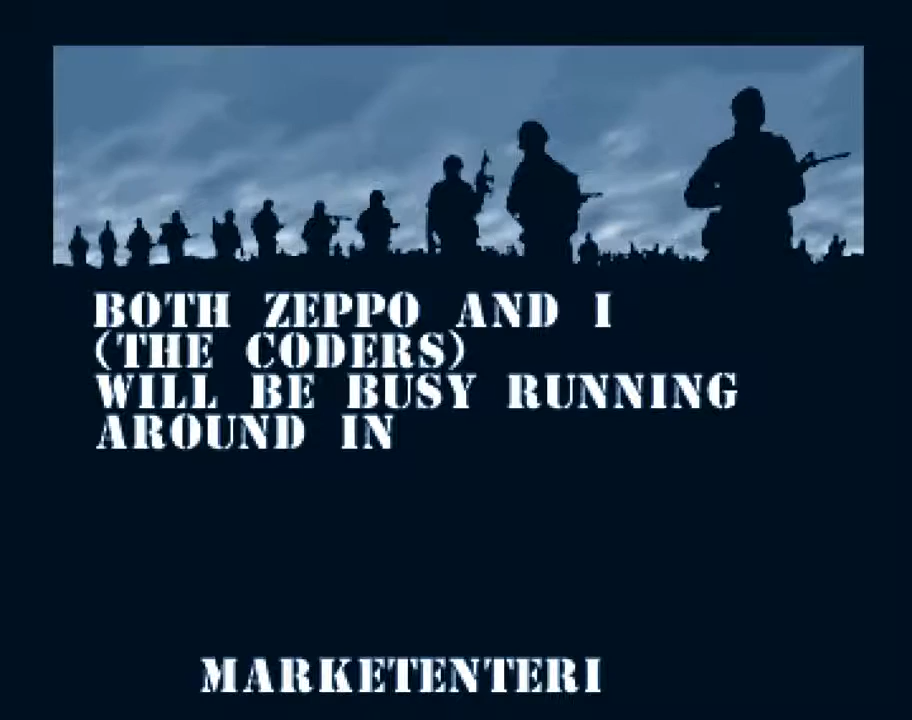 BOTH ZEPPO AND I
(THE CODERS)
WILL BE BUSY RUNNING
AROUND IN
MARKETENTERI